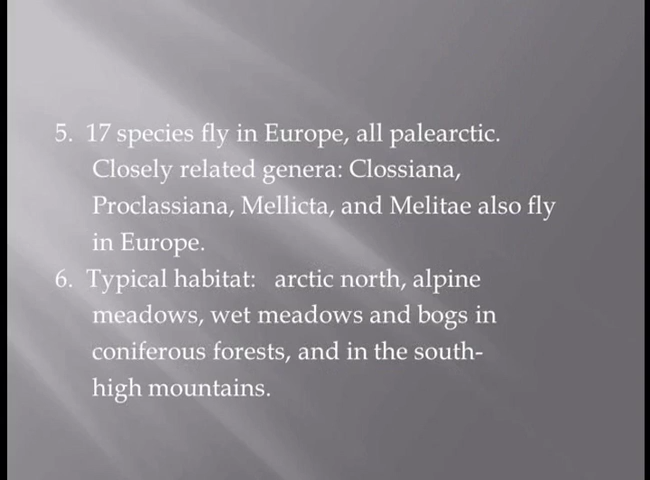 5. 17 species fly in Europe, all palearctic.
Closely related genera: Clossiana,
Proclassiana, Mellicta, and Melitae also fly
in Europe.
6. Typical habitat: arctic north, alpine
meadows, wet meadows and bogs in
coniferous forests, and in the south-
high mountains.